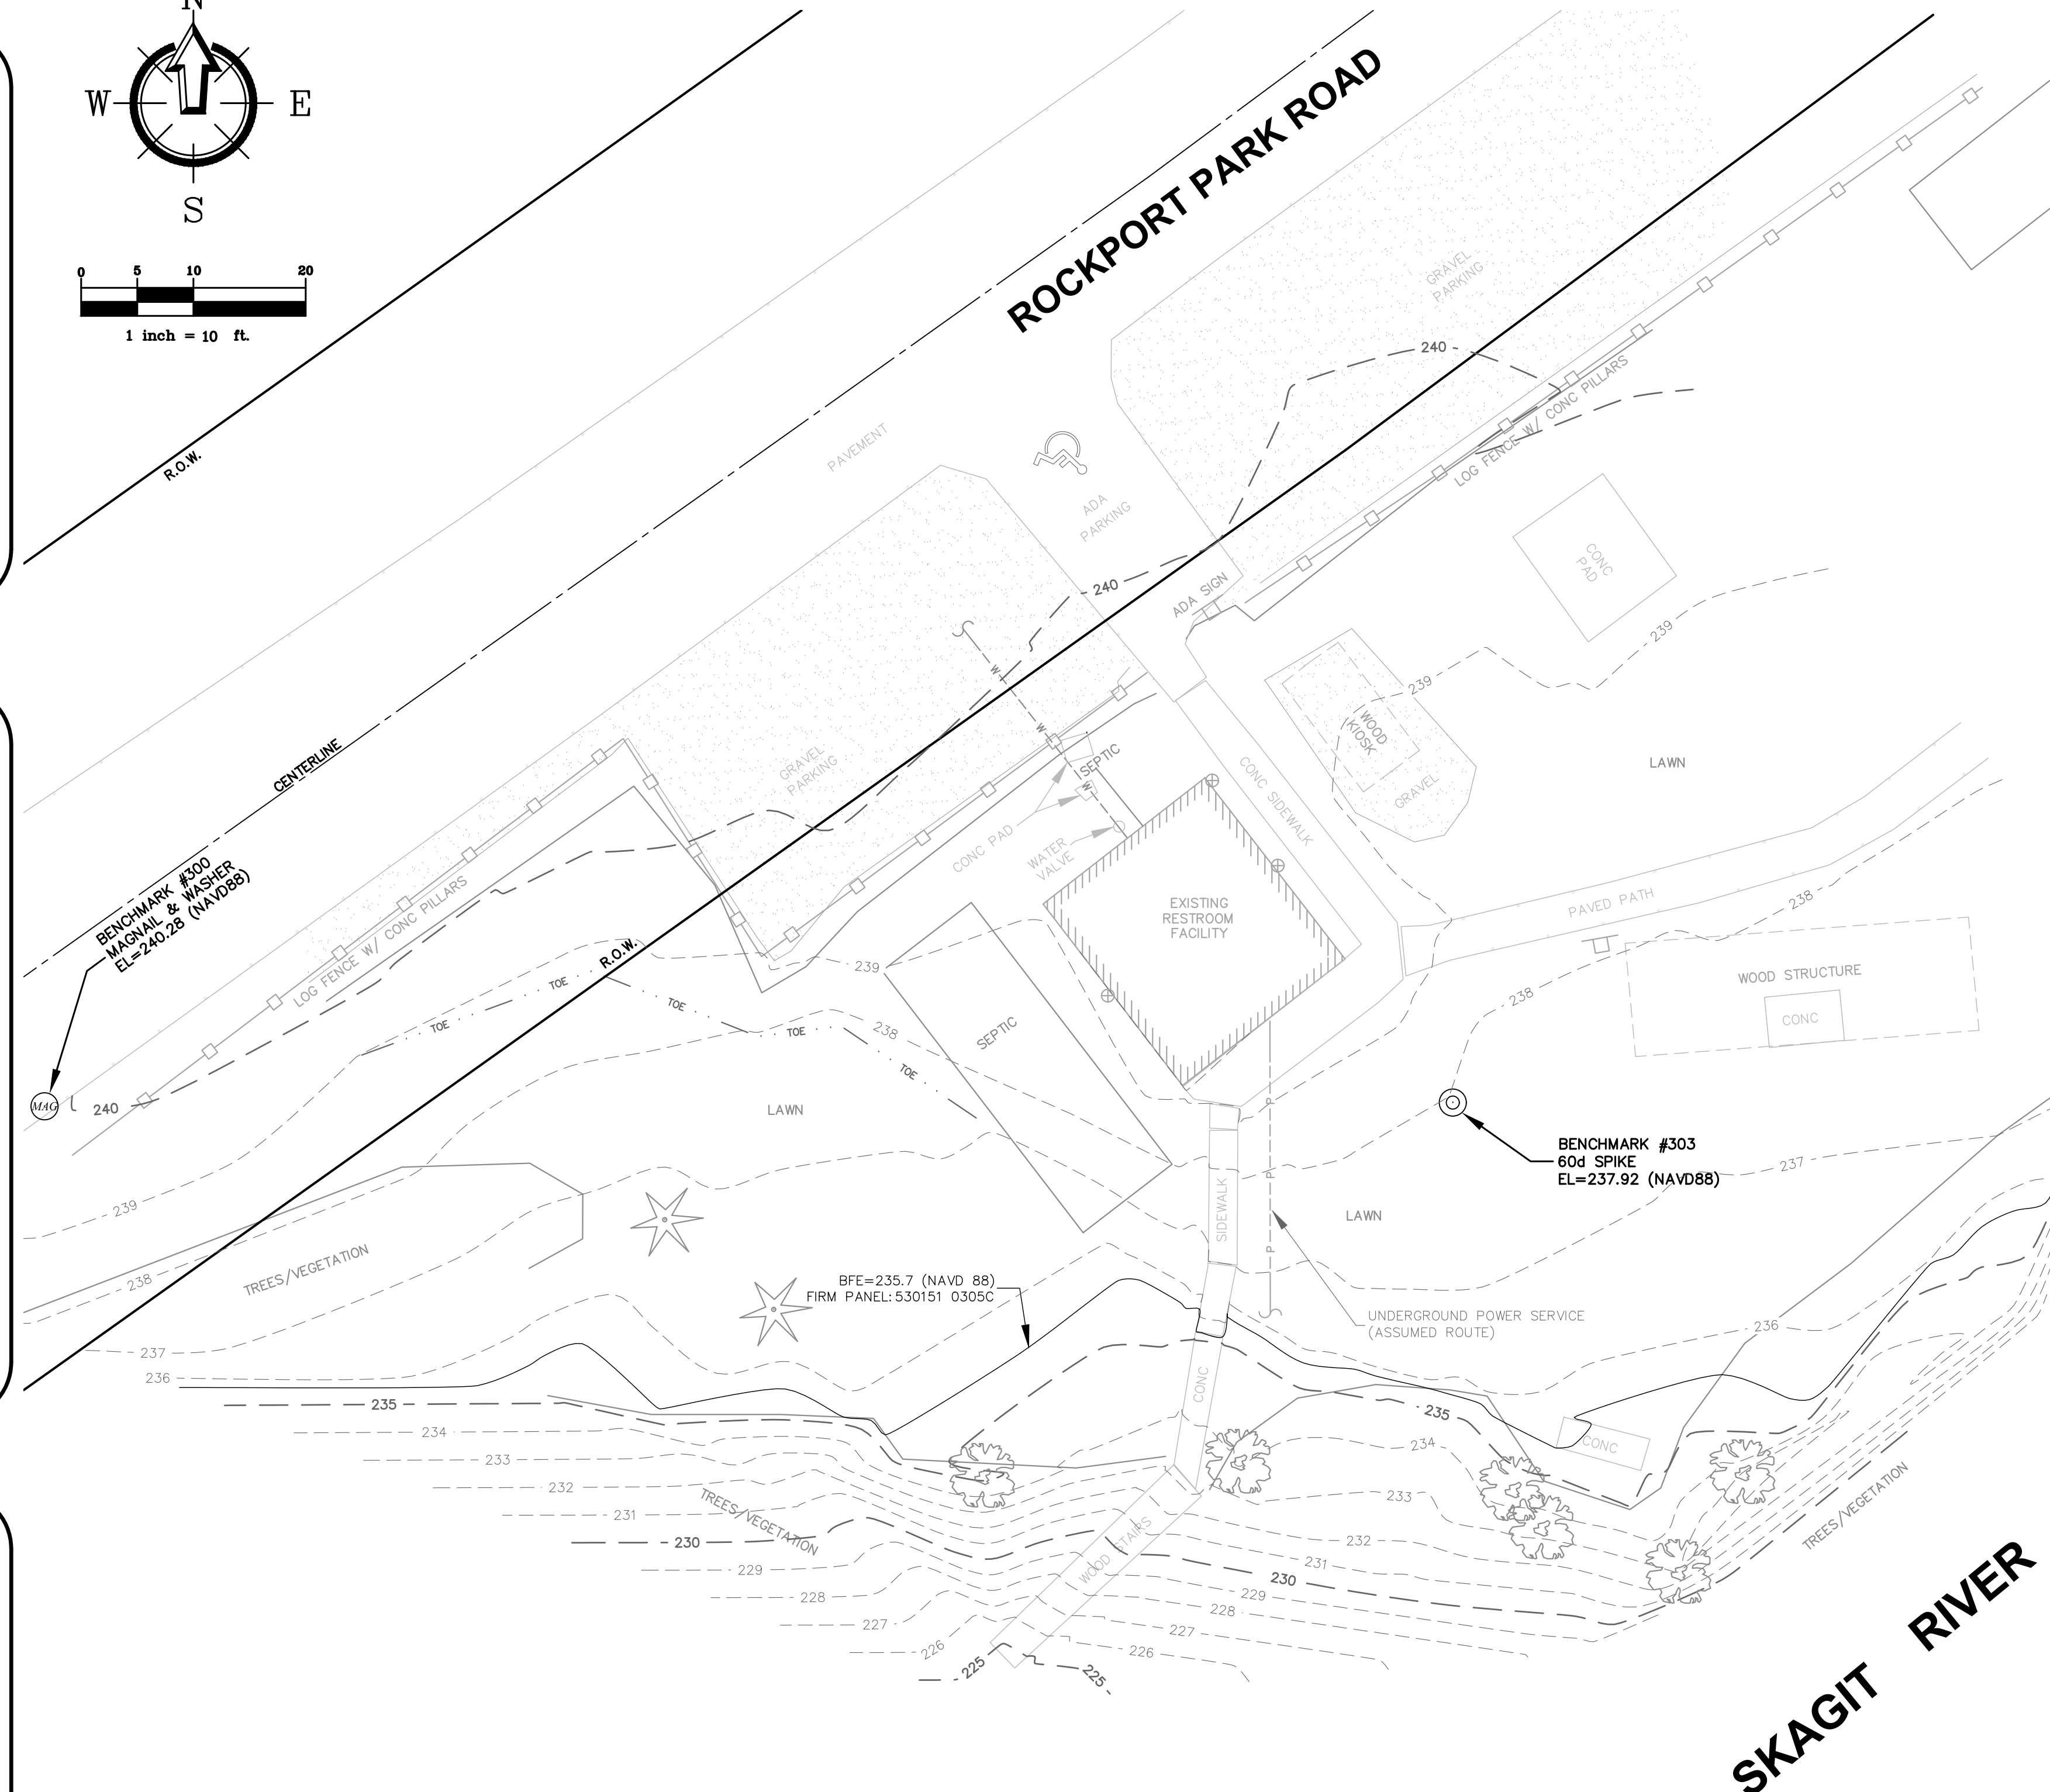 N
W
E
S
0 5 10 20
1 inch = 10 ft.
ROCKPORT PARK ROAD
R.O.W.
PAVEMENT
GRAVEL
PARKING
240
LOG FENCE W/ CONC PILLARS
ADA
PARKING
240
ADA SIGN
CONC
PAD
239
239
WOOD
KIOSK
GRAVEL
LAWN
CENTERLINE
GRAVEL
PARKING
W
W
W
SEPTIC
CONC PAD
WATER
VALVE
CONC SIDEWALK
EXISTING
RESTROOM
FACILITY
PAVED PATH
238
WOOD STRUCTURE
CONC
BENCHMARK #300
MAGNAIL & WASHER
EL=240.28 (NAVD88)
LOG FENCE W/ CONC PILLARS
R.O.W.
239
TOE
TOE
TOE
TOE
TOE
238
SEPTIC
238
MAG
240
LAWN
P
P
P
SIDEWALK
BENCHMARK #303
60d SPIKE
EL=237.92 (NAVD88)
237
LAWN
239
238
TREES/VEGETATION
BFE=235.7 (NAVD 88)
FIRM PANEL:530151 0305C
UNDERGROUND POWER SERVICE
(ASSUMED ROUTE)
236
237
236
CONC
235
235
234
234
CONC
233
232
233
TREES/VEGETATION
231
232
TREES/VEGETATION
230
WOOD STAIRS
231
229
230
228
229
227
228
226
227
225
226
225
SKAGIT RIVER